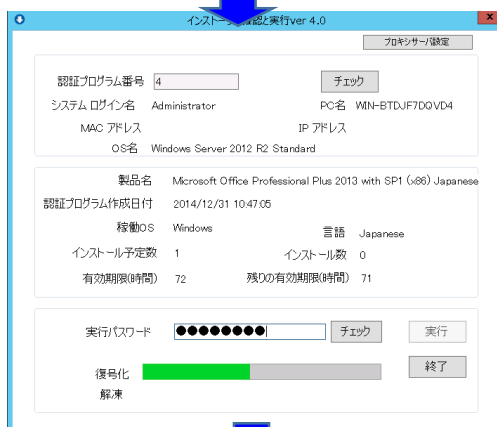 インストール確認と実行ver 4.0
プロキシサーバ設定
認証プログラム番号 4 チェック
システム ログイン名 Administrator PC名 WIN-BTDJF7DQVD4
MAC アドレス IP アドレス
OS名 Windows Server 2012 R2 Standard
製品名 Microsoft Office Professional Plus 2013 with SP1 (x86) Japanese
認証プログラム作成日付 2014/12/31 10:47:05
稼働OS Windows 言語 Japanese
インストール予定数 1 インストール数 0
有効期限(時間) 72 残りの有効期限(時間) 71
実行パスワード ●●●●●●●● チェック 実行
復号化 終了
解凍